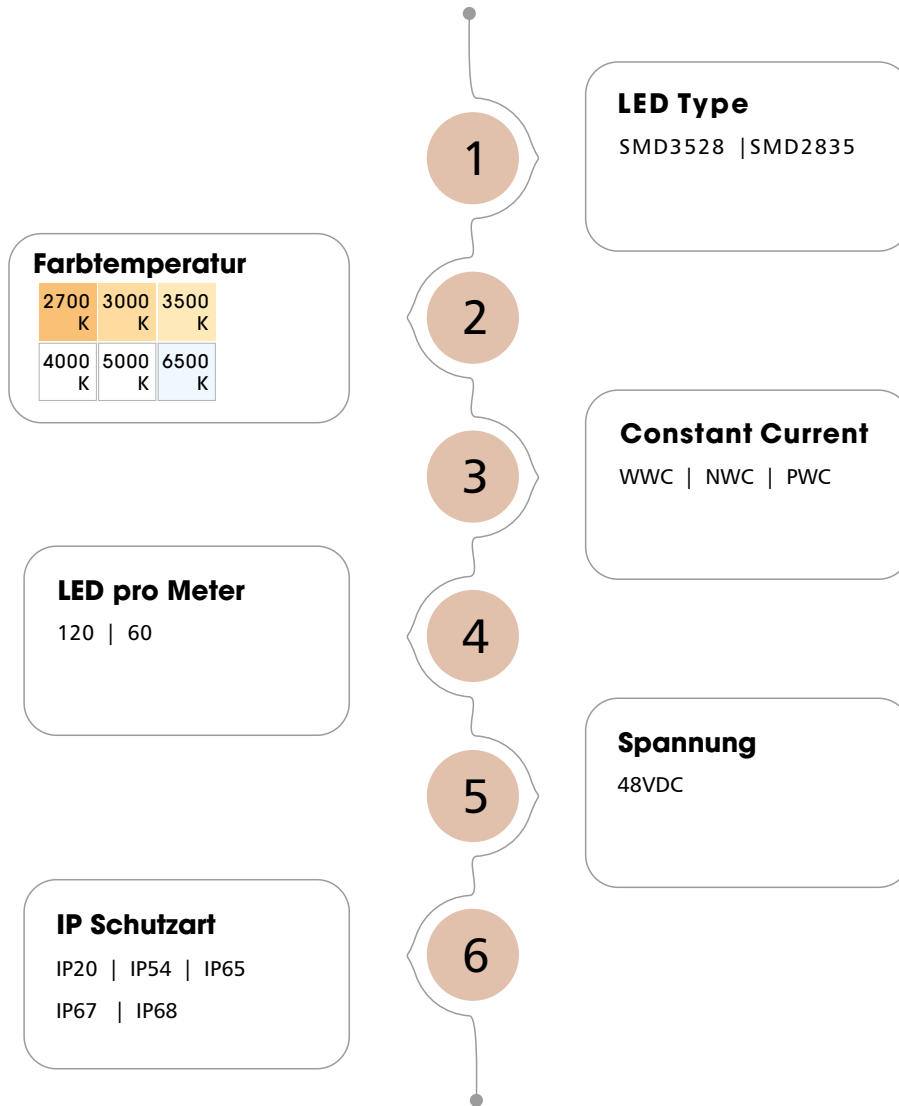 1
LED Type
SMD3528 | SMD2835
Farbtemperatur
2700 K 3000 K 3500 K
4000 K 5000 K 6500 K
2
3
Constant Current
WWC | NWC | PWC
LED pro Meter
120 | 60
4
5
Spannung
48VDC
IP Schutzart
IP20 | IP54 | IP65
IP67 | IP68
6